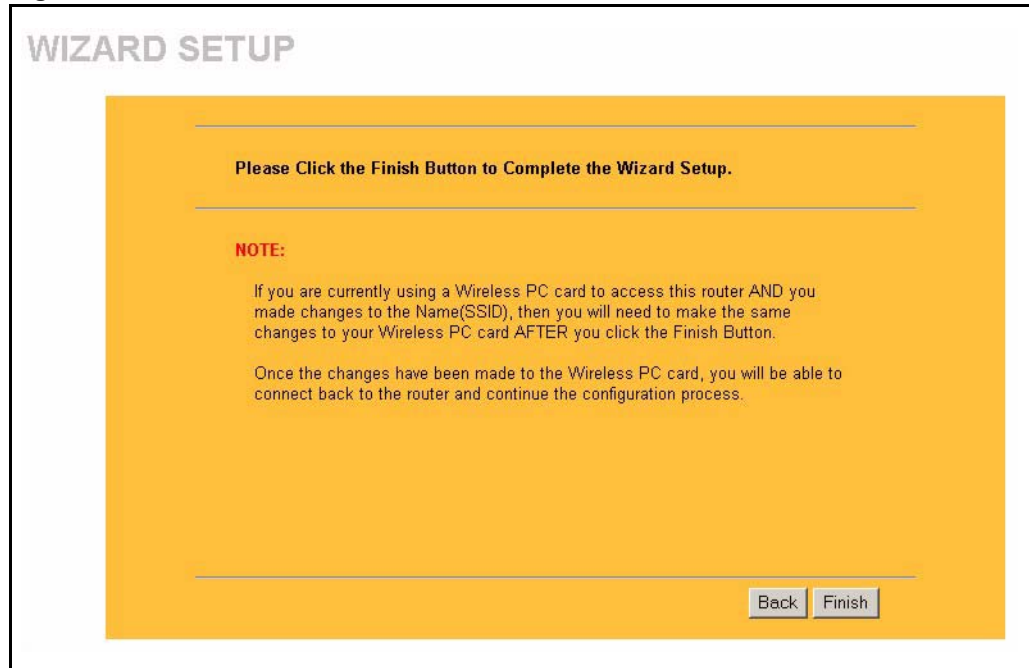 WIZARD SETUP
Please Click the Finish Button to Complete the Wizard Setup.
NOTE:
If you are currently using a Wireless PC card to access this router AND you
made changes to the Name(SSID), then you will need to make the same
changes to your Wireless PC card AFTER you click the Finish Button.
Once the changes have been made to the Wireless PC card, you will be able to
connect back to the router and continue the configuration process.
Back Finish